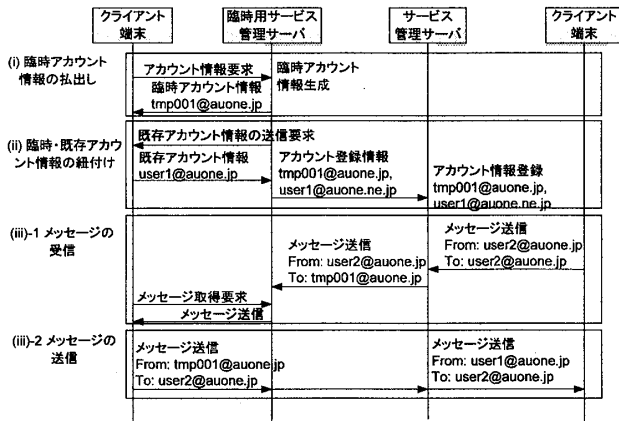 クライアント
端末
臨時用サービス
管理サーバ
サービス
管理サーバ
クライアント
端末
(i) 臨時アカウント
情報の払出し
アカウント情報要求
臨時アカウント情報
tmp001@auone.jp
臨時アカウント
情報生成
(ii) 臨時・既存アカウ
ント情報の紐付け
既存アカウント情報の送信要求
既存アカウント情報
user1@auone.jp
アカウント登録情報
tmp001@auone.jp,
user1@auone.ne.jp
アカウント情報登録
tmp001@auone.jp,
user1@auone.ne.jp
(iii)-1 メッセージの
受信
メッセージ送信
From: user2@auone.jp
To: user2@auone.jp
メッセージ送信
From: user2@auone.jp
To: tmp001@auone.jp
メッセージ取得要求
メッセージ送信
(iii)-2 メッセージの
送信
メッセージ送信
From: tmp001@auone.jp
To: user2@auone.jp
メッセージ送信
From: user1@auone.jp
To: user2@auone.jp